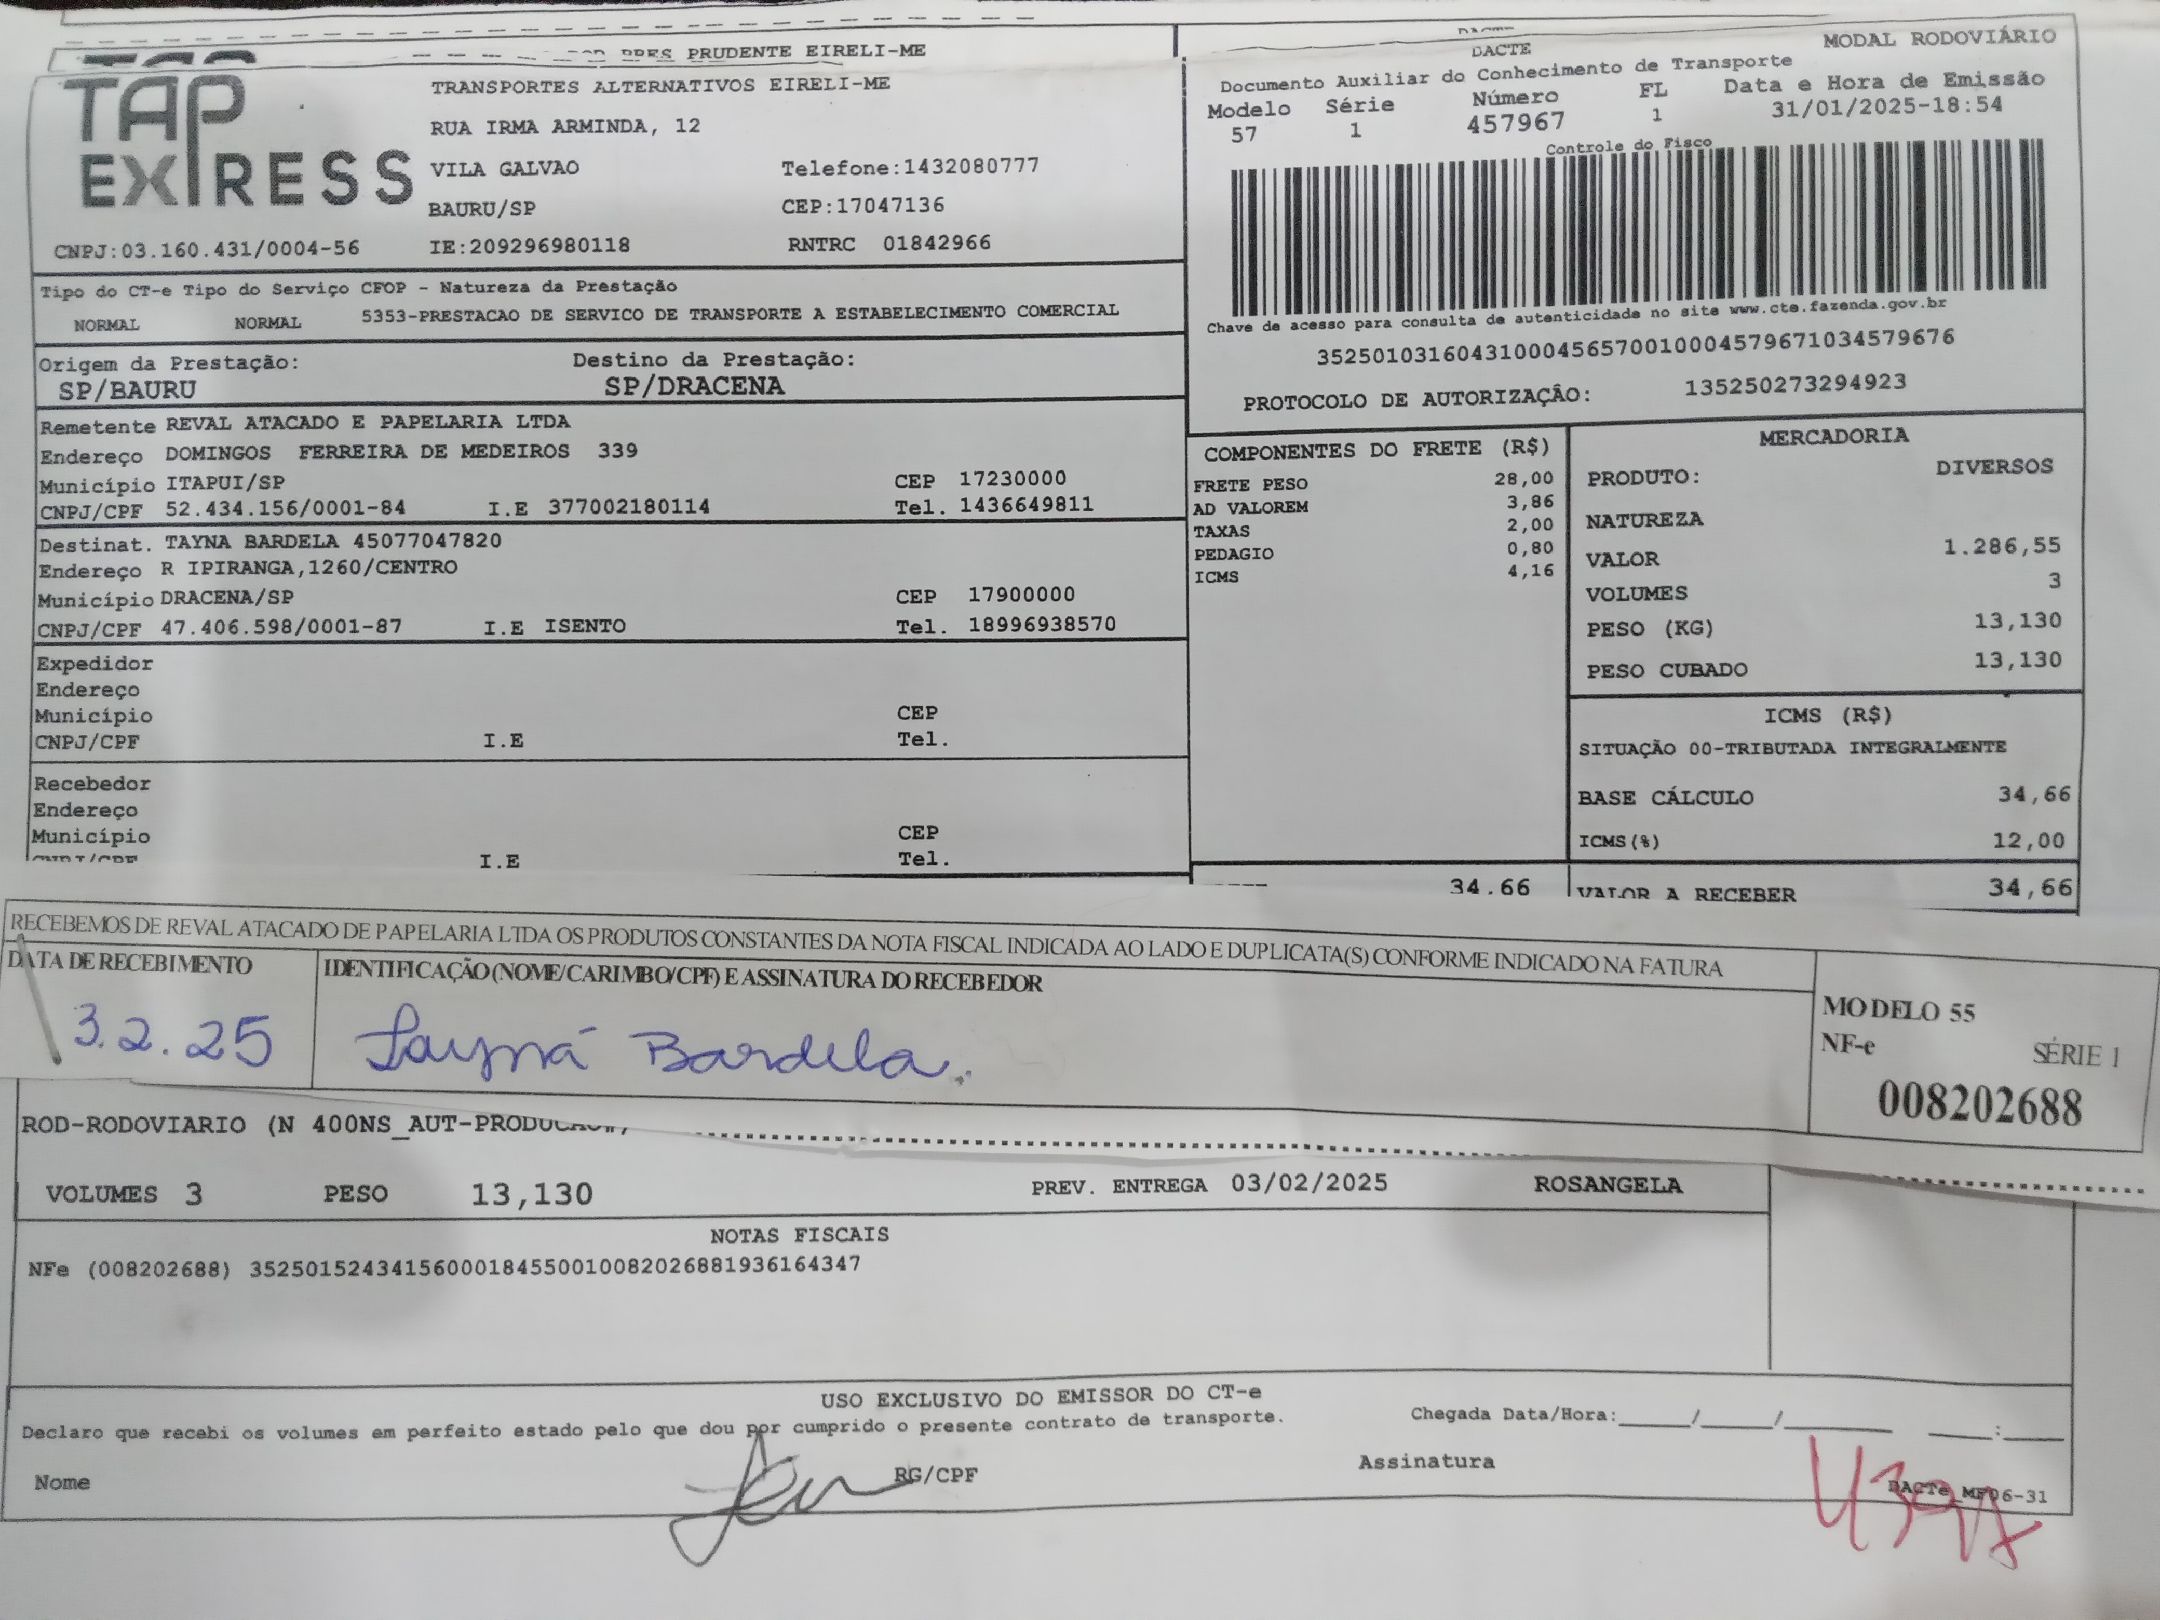 PRES PRUDENTE EIRELI-ME
TAP EXPRESS
TRANSPORTES ALTERNATIVOS EIRELI-ME
RUA IRMA ARMINDA, 12
VILA GALVAO Telefone:1432080777
BAURU/SP CEP:17047136
CNPJ:03.160.431/0004-56 IE:209296980118 RNTRC 01842966
DACTE MODAL RODOVIÁRIO
Documento Auxiliar do Conhecimento de Transporte
Modelo Série Número FL Data e Hora de Emissão
57 1 457967 1 31/01/2025-18:54
Controle do Fisco
Chave de acesso para consulta de autenticidade no site www.cte.fazenda.gov.br
35250103160431000456570010004579671034579676
PROTOCOLO DE AUTORIZAÇÂO: 135250273294923
Tipo do CT-e Tipo do Serviço CFOP - Natureza da Prestação
NORMAL NORMAL 5353-PRESTACAO DE SERVICO DE TRANSPORTE A ESTABELECIMENTO COMERCIAL
Origem da Prestação: Destino da Prestação:
SP/BAURU SP/DRACENA
Remetente REVAL ATACADO E PAPELARIA LTDA
Endereço DOMINGOS FERREIRA DE MEDEIROS 339
Município ITAPUI/SP CEP 17230000
CNPJ/CPF 52.434.156/0001-84 I.E 377002180114 Tel. 1436649811
Destinat. TAYNA BARDELA 45077047820
Endereço R IPIRANGA,1260/CENTRO
Município DRACENA/SP CEP 17900000
CNPJ/CPF 47.406.598/0001-87 I.E ISENTO Tel. 18996938570
Expedidor
Endereço
Município CEP
CNPJ/CPF I.E Tel.
Recebedor
Endereço
Município CEP
CNPJ/CPF I.E Tel.
COMPONENTES DO FRETE (R$)
FRETE PESO 28,00
AD VALOREM 3,86
TAXAS 2,00
PEDAGIO 0,80
ICMS 4,16
34.66
MERCADORIA
PRODUTO: DIVERSOS
NATUREZA
VALOR 1.286,55
VOLUMES 3
PESO (KG) 13,130
PESO CUBADO 13,130
ICMS (R$)
SITUAÇÃO 00-TRIBUTADA INTEGRALMENTE
BASE CÁLCULO 34,66
ICMS(%) 12,00
VALOR A RECEBER 34,66
RECEBEMOS DE REVAL ATACADO DE PAPELARIA LTDA OS PRODUTOS CONSTANTES DA NOTA FISCAL INDICADA AO LADO E DUPLICATA(S) CONFORME INDICADO NA FATURA
DATA DE RECEBIMENTO IDENTIFICAÇÃO (NOME/CARIMBO/CPF) E ASSINATURA DO RECEBEDOR
3.2.25 Tayná Bardela.
MODELO 55
NF-e SÉRIE 1
008202688
ROD-RODOVIARIO (N 400NS_AUT-PRODUCAO
VOLUMES 3 PESO 13,130 PREV. ENTREGA 03/02/2025 ROSANGELA
NOTAS FISCAIS
NFe (008202688) 35250152434156000184550010082026881936164347
USO EXCLUSIVO DO EMISSOR DO CT-e
Declaro que recebi os volumes em perfeito estado pelo que dou por cumprido o presente contrato de transporte. Chegada Data/Hora:_____/_____/________ ____:____
Nome RG/CPF Assinatura
DACTe_MF06-31